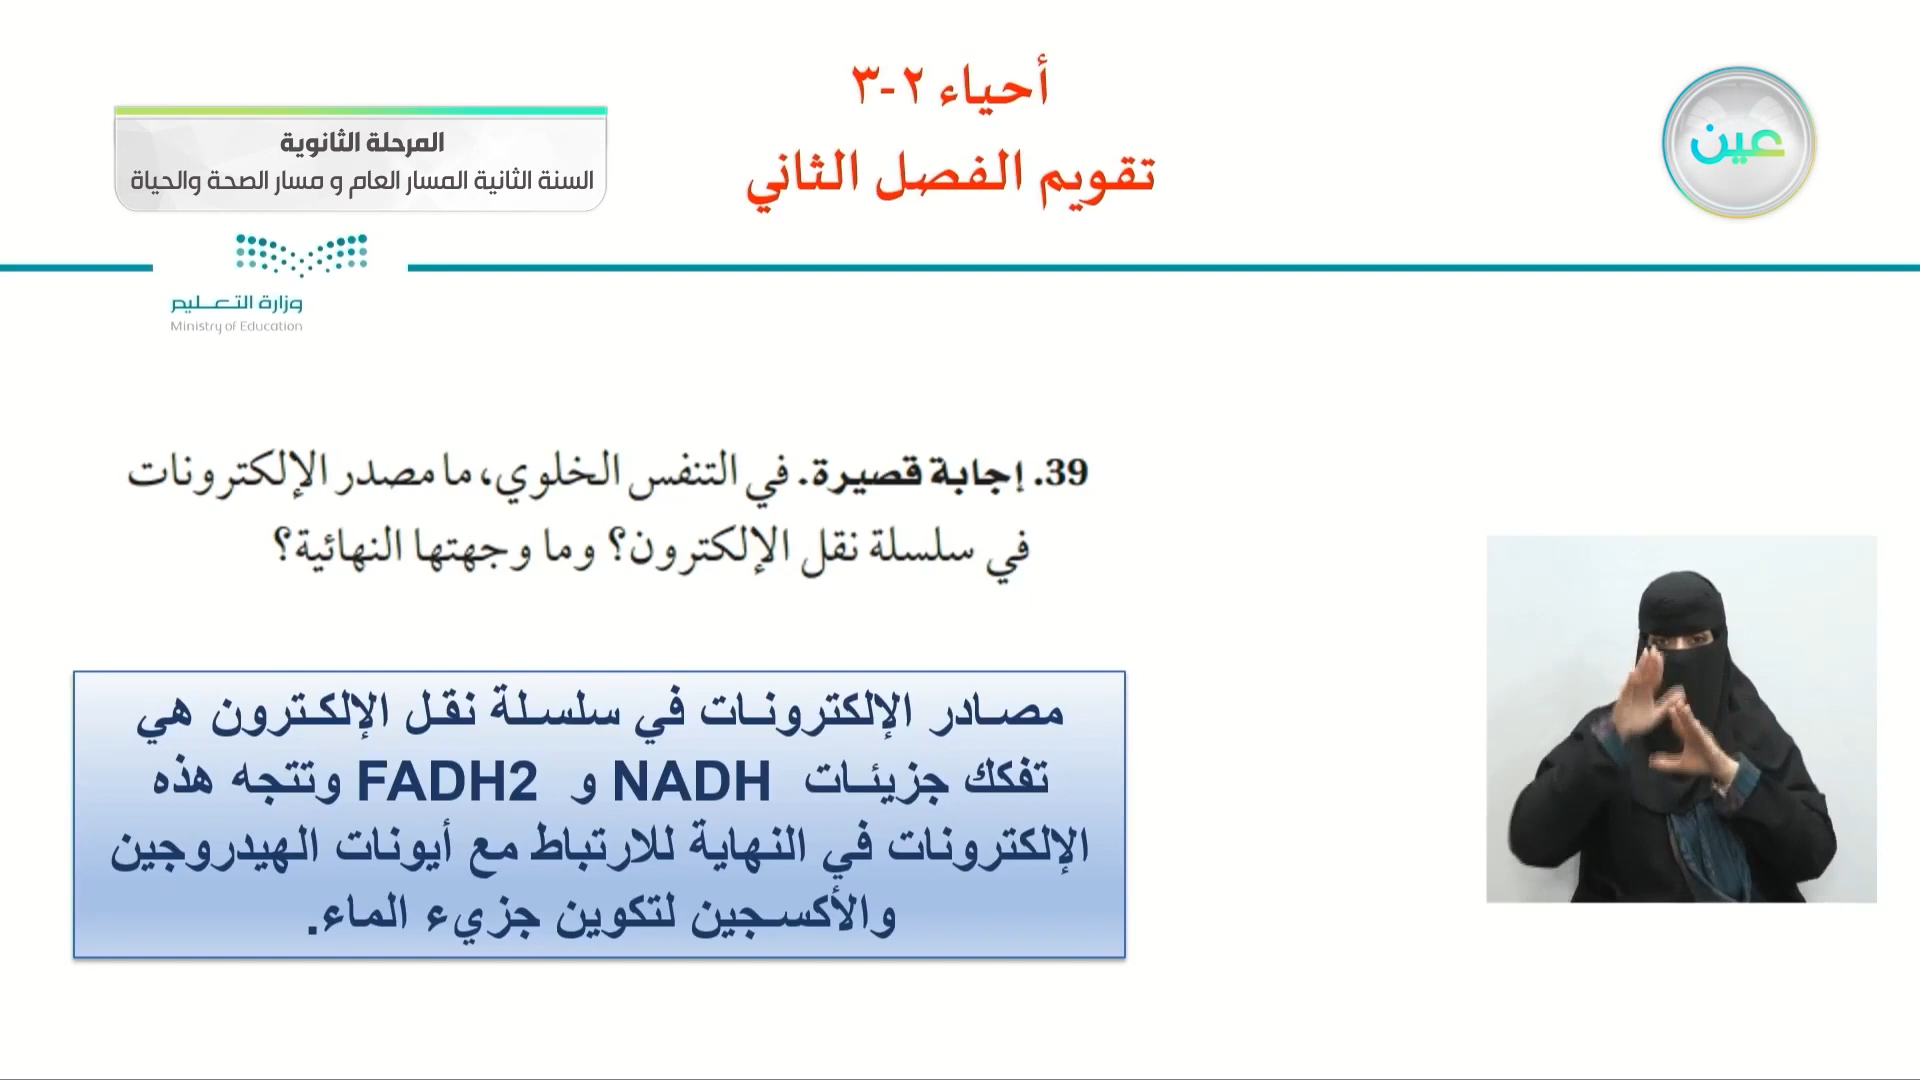 أحياء ٢-٣
تقويم الفصل الثاني
عين
المرحلة الثانوية
السنة الثانية المسار العام و مسار الصحة والحياة
وزارة التعليم
Ministry of Education
39. إجابة قصيرة. في التنفس الخلوي، ما مصدر الإلكترونات
في سلسلة نقل الإلكترون؟ وما وجهتها النهائية؟
مصادر الإلكترونات في سلسلة نقل الإلكترون هي
تفكك جزيئات NADH و FADH2 وتتجه هذه
الإلكترونات في النهاية للارتباط مع أيونات الهيدروجين
والأكسجين لتكوين جزيء الماء.